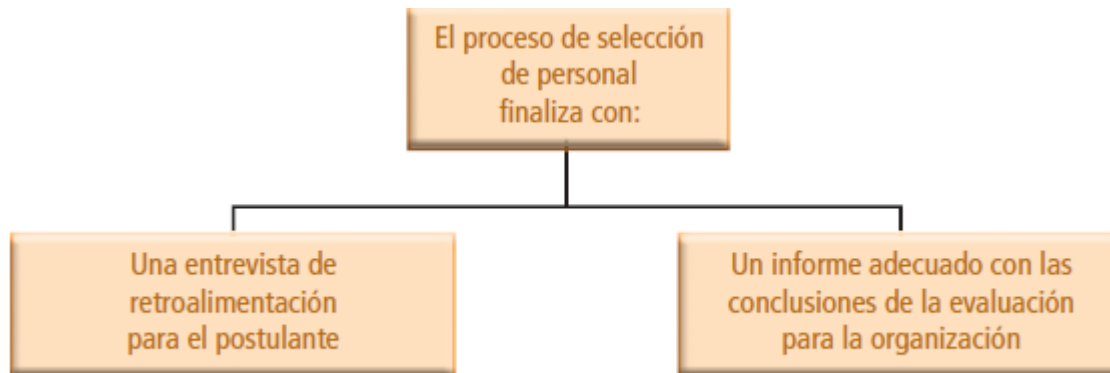 El proceso de selección
de personal
finaliza con:
Una entrevista de
retroalimentación
para el postulante
Un informe adecuado con las
conclusiones de la evaluación
para la organización